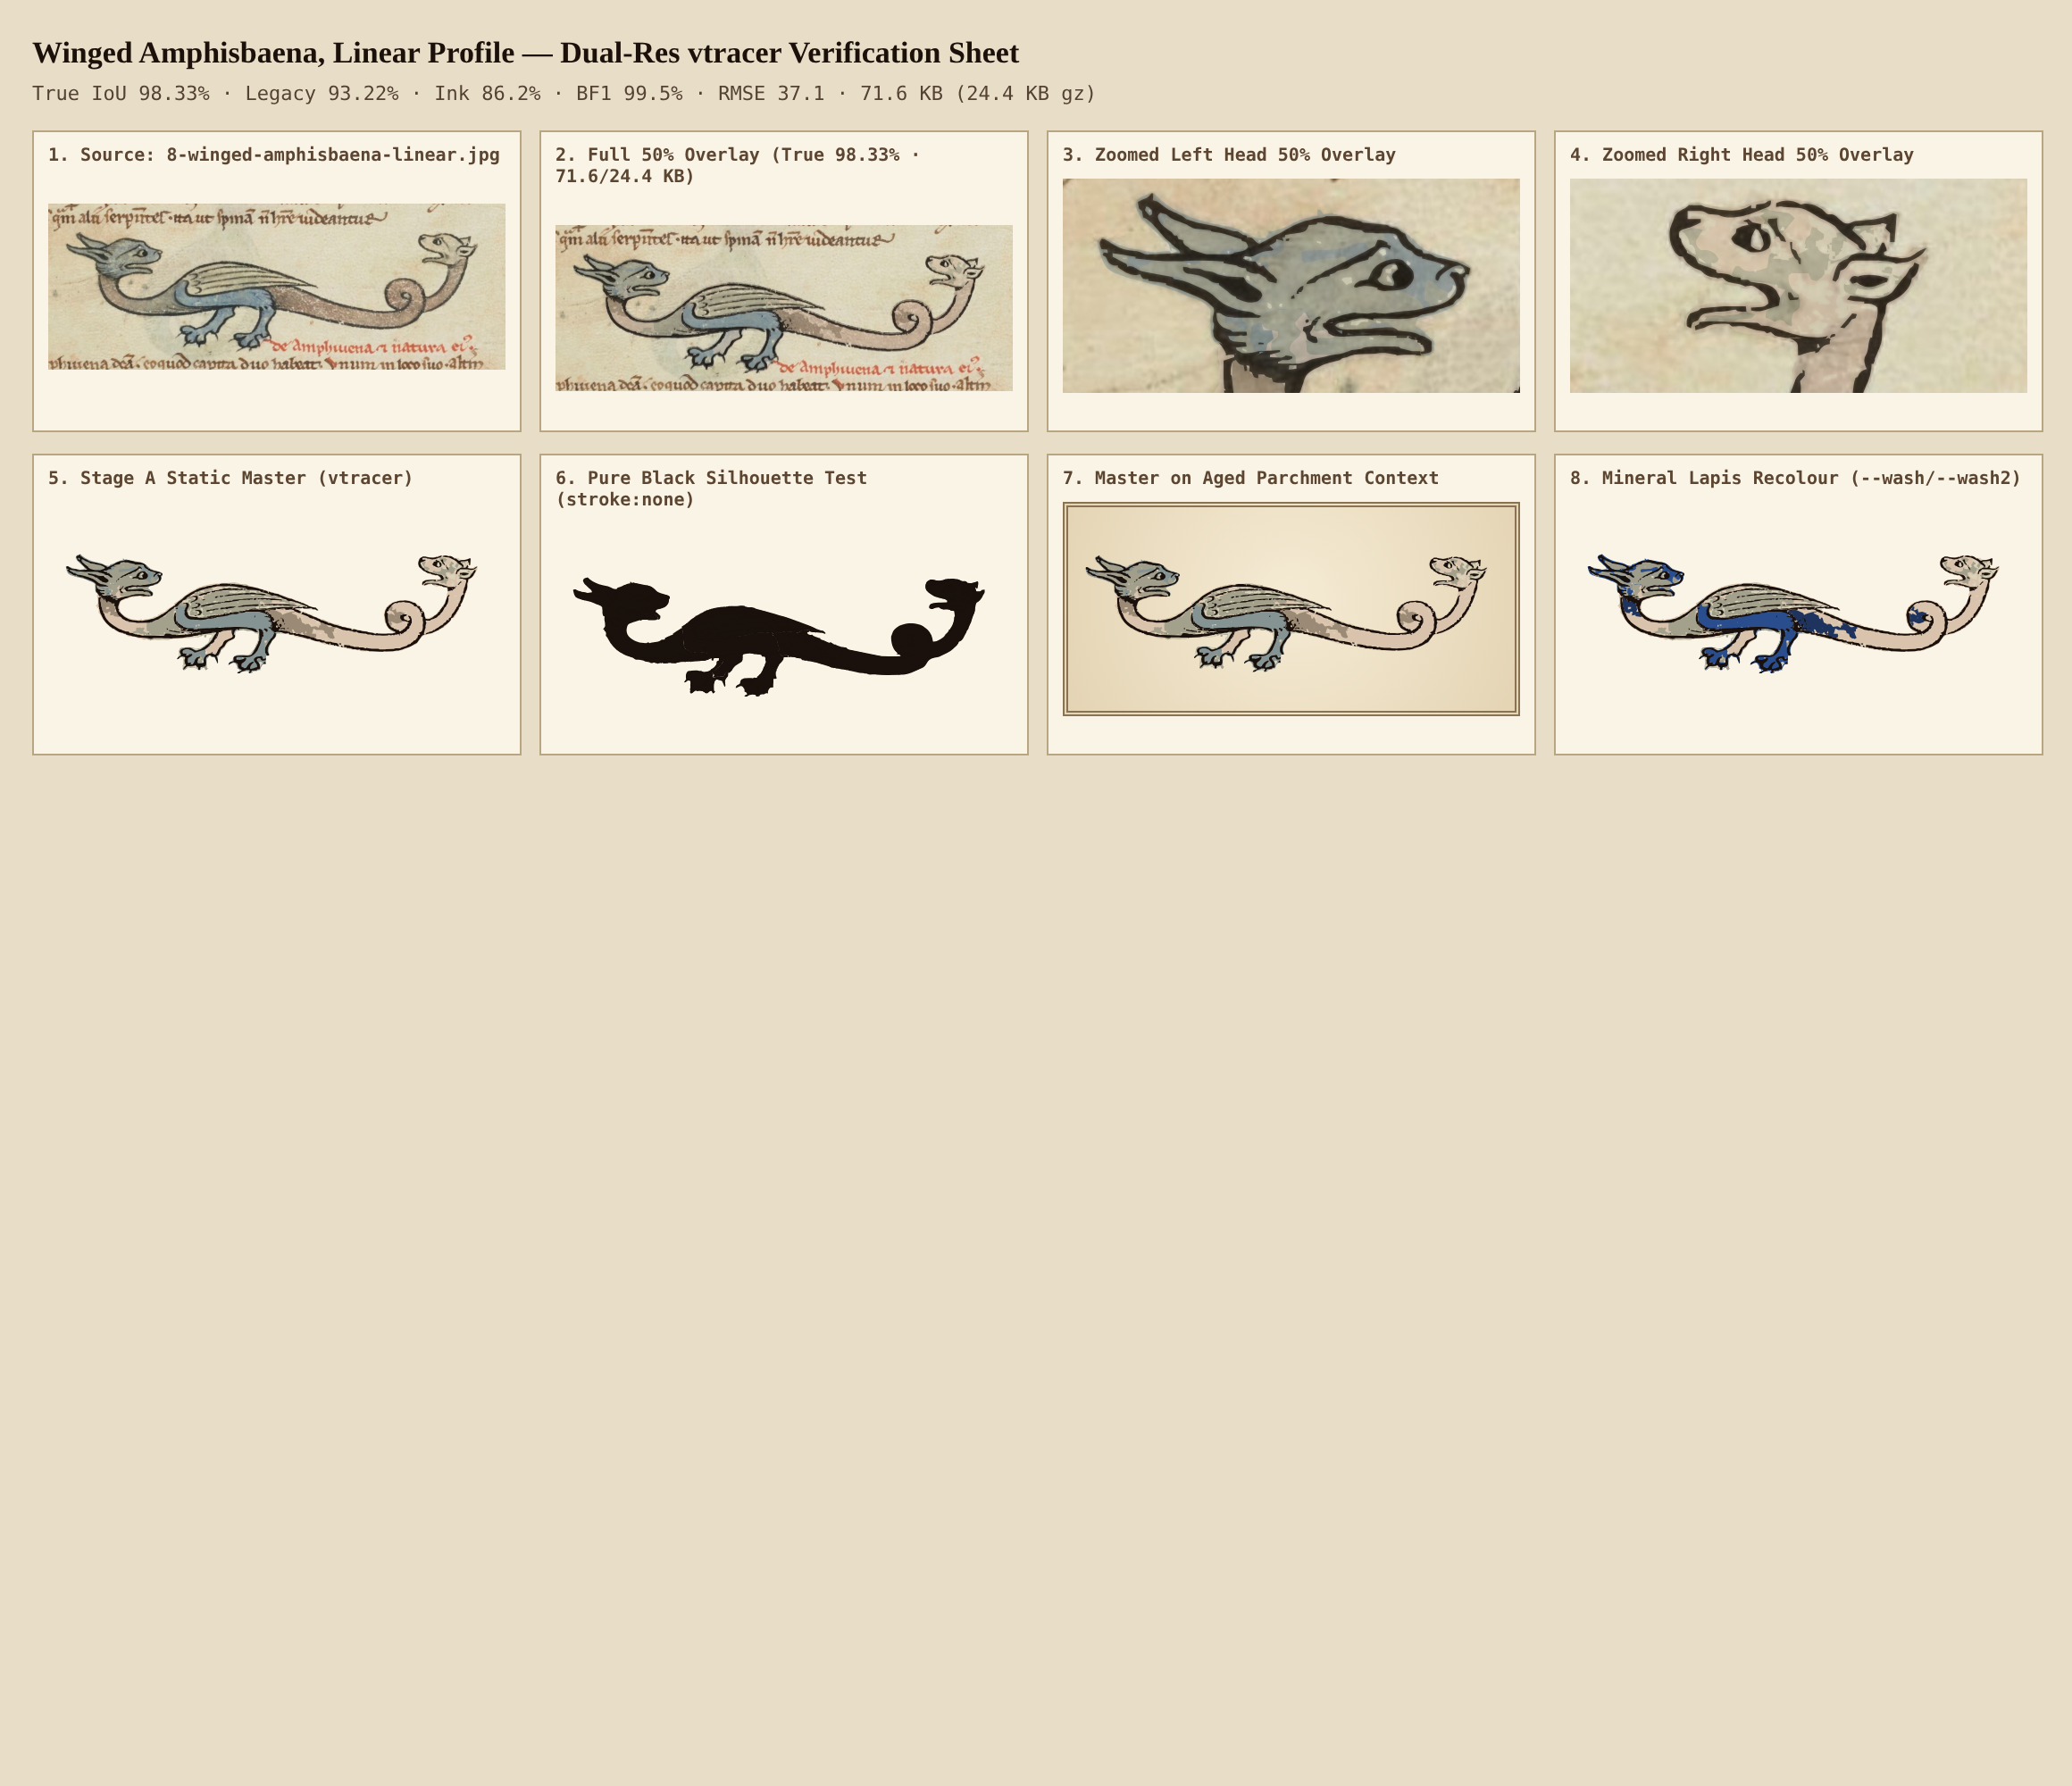 Winged Amphisbaena, Linear Profile — Dual-Res vtracer Verification Sheet
True IoU 98.33% · Legacy 93.22% · Ink 86.2% · BF1 99.5% · RMSE 37.1 · 71.6 KB (24.4 KB gz)
1. Source: 8-winged-amphisbaena-linear.jpg
2. Full 50% Overlay (True 98.33% ·
71.6/24.4 KB)
3. Zoomed Left Head 50% Overlay
4. Zoomed Right Head 50% Overlay
5. Stage A Static Master (vtracer)
6. Pure Black Silhouette Test
(stroke:none)
7. Master on Aged Parchment Context
8. Mineral Lapis Recolour (--wash/--wash2)